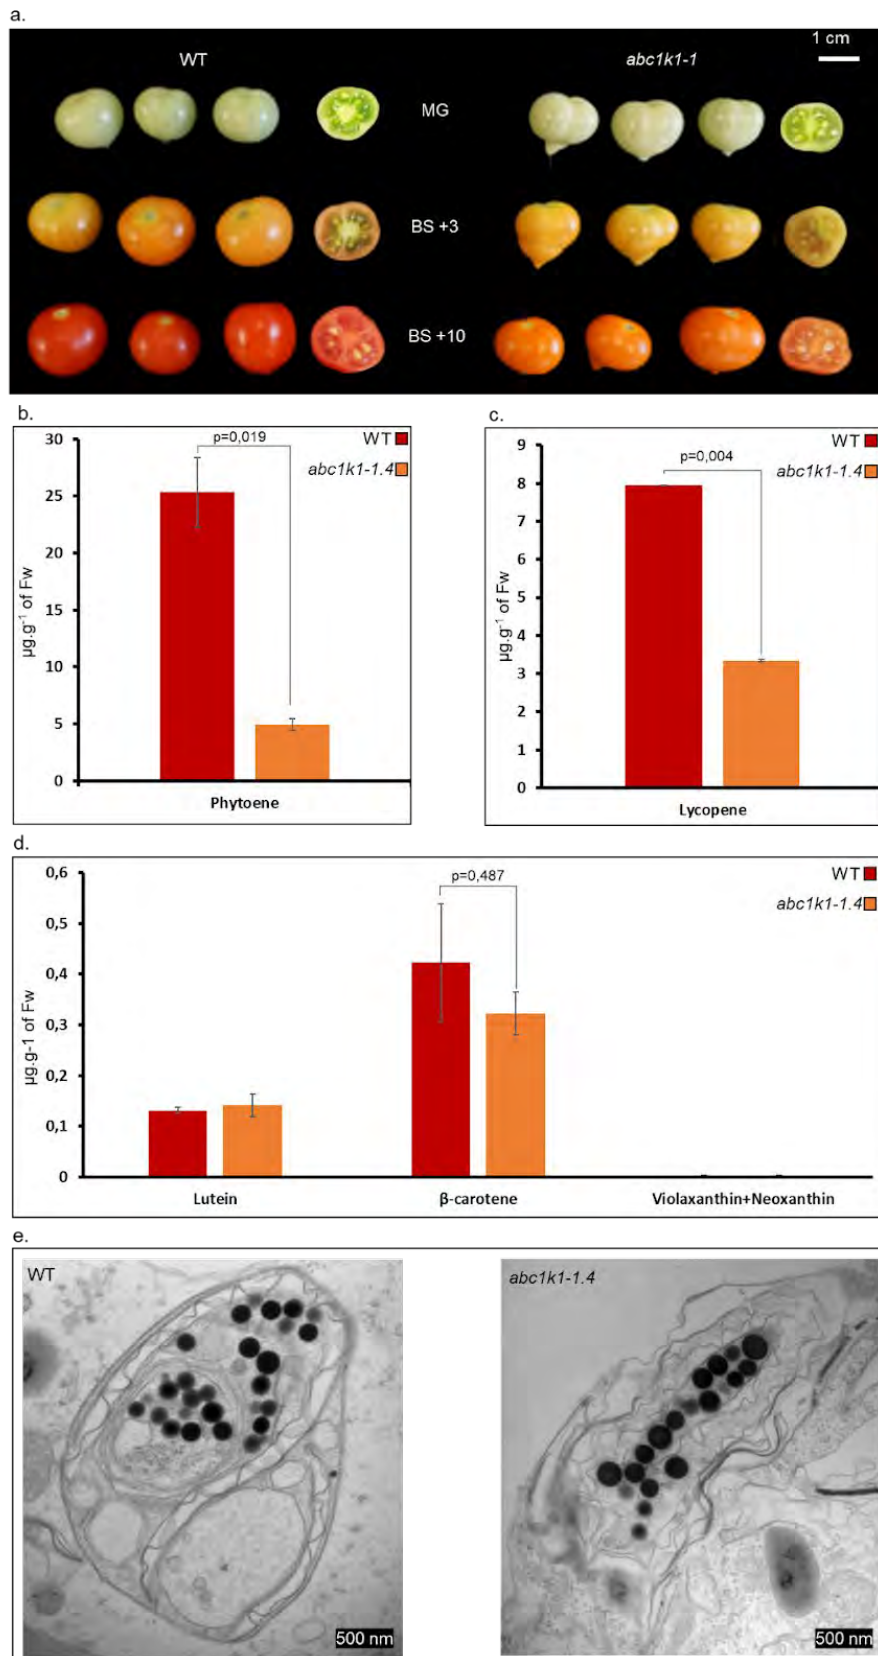 a.
WT
abc1k1-1
1 cm
MG
BS +3
BS +10
b.
30
25
20
15
10
5
0
µg.g-1 of Fw
p=0,019
WT
abc1k1-1.4
Phytoene
c.
9
8
7
6
5
4
3
2
1
0
µg.g-1 of Fw
p=0,004
WT
abc1k1-1.4
Lycopene
d.
0,6
0,5
0,4
0,3
0,2
0,1
0
µg.g-1 of Fw
p=0,487
WT
abc1k1-1.4
Lutein
β-carotene
Violaxanthin+Neoxanthin
e.
WT
500 nm
abc1k1-1.4
500 nm